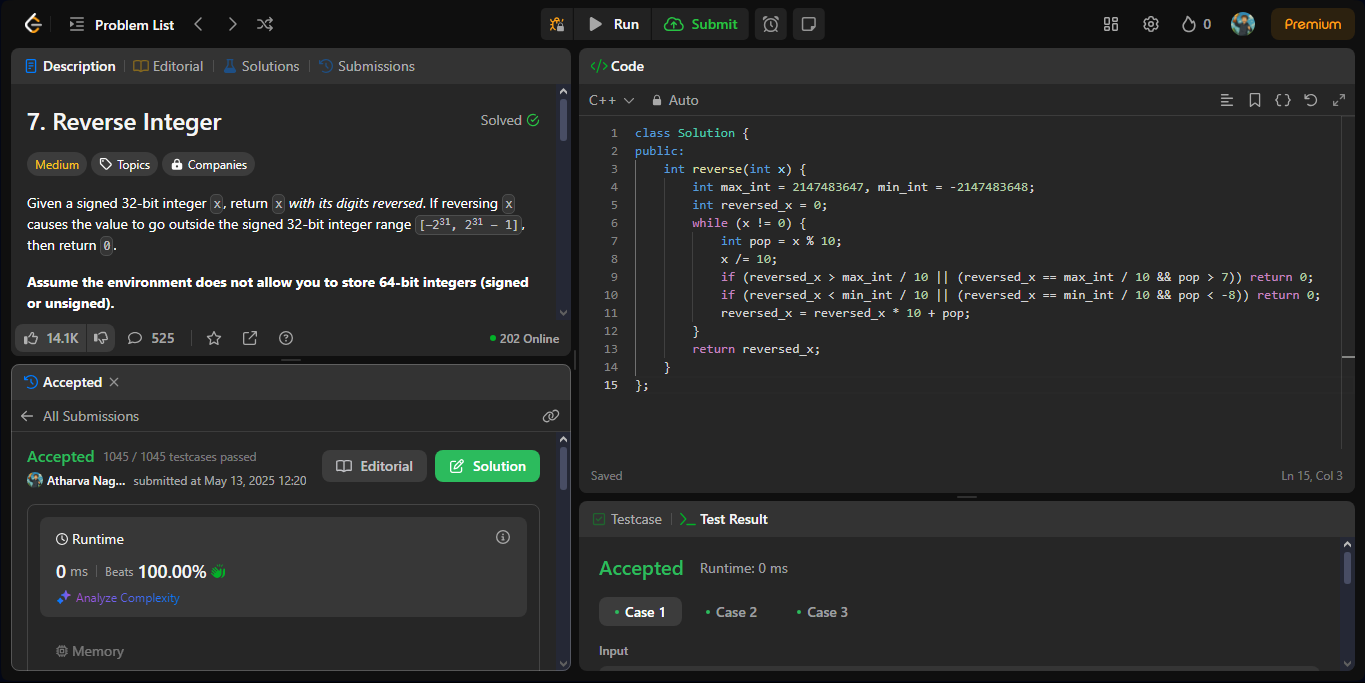 Problem List
Run
Submit
0
Premium
Description
Editorial
Solutions
Submissions
7. Reverse Integer
Solved
Medium
Topics
Companies
Given a signed 32-bit integer x, return x with its digits reversed. If reversing x
causes the value to go outside the signed 32-bit integer range [-2³¹, 2³¹ - 1],
then return 0.
Assume the environment does not allow you to store 64-bit integers (signed
or unsigned).
14.1K
525
202 Online
Accepted
All Submissions
Accepted 1045 / 1045 testcases passed
Atharva Nag... submitted at May 13, 2025 12:20
Editorial
Solution
Runtime
0 ms | Beats 100.00%
Analyze Complexity
Memory
</> Code
C++
Auto
1 class Solution {
2 public:
3 int reverse(int x) {
4 int max_int = 2147483647, min_int = -2147483648;
5 int reversed_x = 0;
6 while (x != 0) {
7 int pop = x % 10;
8 x /= 10;
9 if (reversed_x > max_int / 10 || (reversed_x == max_int / 10 && pop > 7)) return 0;
10 if (reversed_x < min_int / 10 || (reversed_x == min_int / 10 && pop < -8)) return 0;
11 reversed_x = reversed_x * 10 + pop;
12 }
13 return reversed_x;
14 }
15 };
Saved
Ln 15, Col 3
Testcase
Test Result
Accepted Runtime: 0 ms
Case 1
Case 2
Case 3
Input